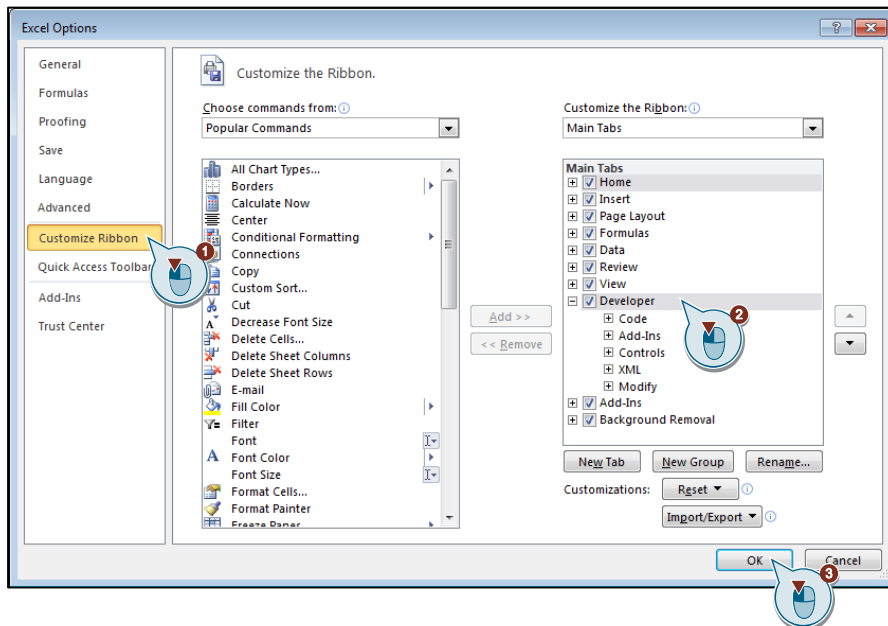 Excel Options
?
General
Formulas
Proofing
Save
Language
Advanced
Customize Ribbon
Quick Access Toolbar
Add-Ins
Trust Center
1
Customize the Ribbon.
Choose commands from:
Popular Commands
All Chart Types...
Borders
Calculate Now
Center
Conditional Formatting
Connections
Copy
Custom Sort...
Cut
Decrease Font Size
Delete Cells...
Delete Sheet Columns
Delete Sheet Rows
E-mail
Fill Color
Filter
Font
Font Color
Font Size
Format Cells...
Format Painter
Add >>
<< Remove
Customize the Ribbon:
Main Tabs
Main Tabs
Home
Insert
Page Layout
Formulas
Data
Review
View
Developer
2
Code
Add-Ins
Controls
XML
Modify
Add-Ins
Background Removal
New Tab New Group Rename...
Customizations: Reset
Import/Export
OK Cancel
3